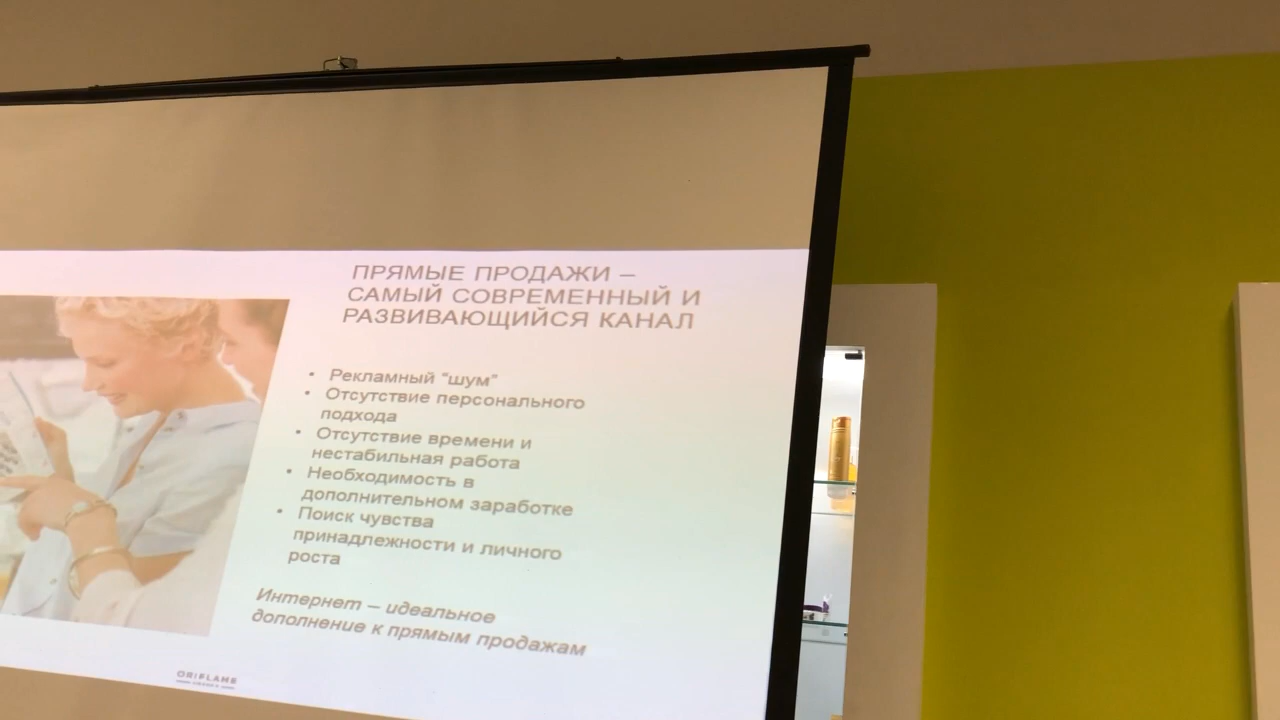 ПРЯМЫЕ ПРОДАЖИ –
САМЫЙ СОВРЕМЕННЫЙ И
РАЗВИВАЮЩИЙСЯ КАНАЛ
• Рекламный "шум"
• Отсутствие персонального
подхода
• Отсутствие времени и
нестабильная работа
• Необходимость в
дополнительном заработке
• Поиск чувства
принадлежности и личного
роста
Интернет – идеальное
дополнение к прямым продажам
ORIFLAME